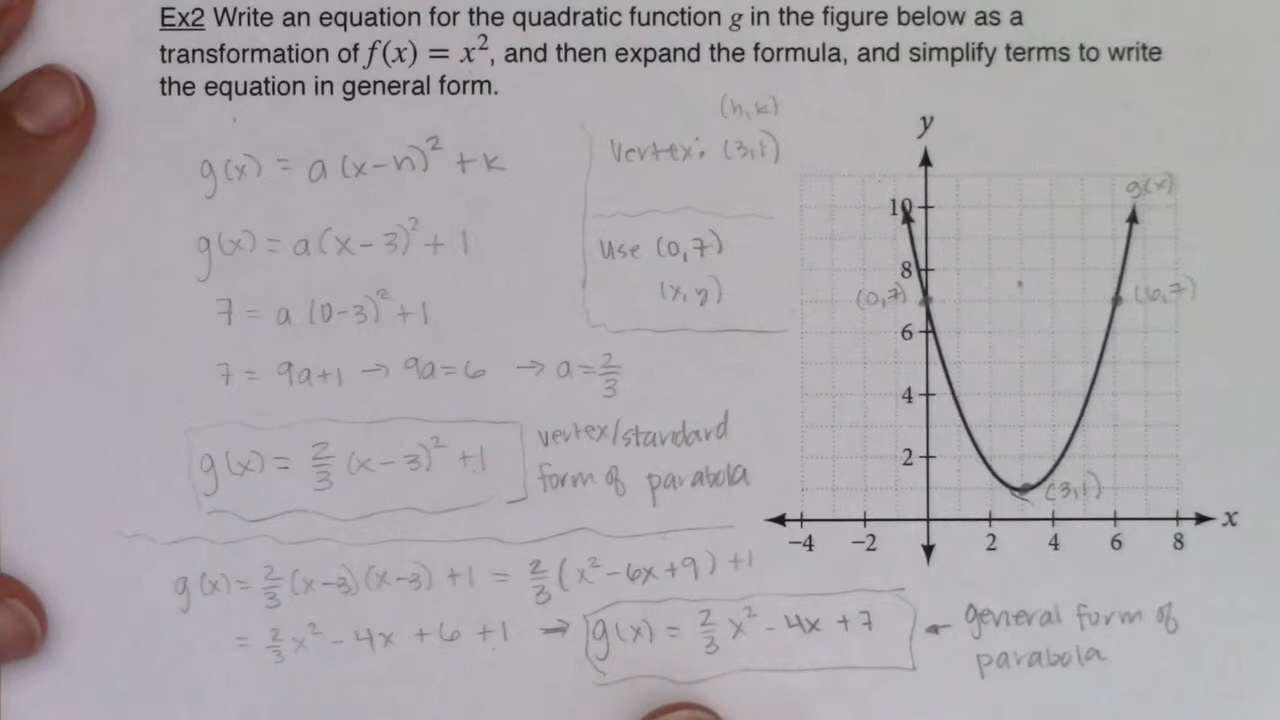 Ex2 Write an equation for the quadratic function g in the figure below as a
transformation of f(x) = x², and then expand the formula, and simplify terms to write
the equation in general form.
g(x) = a(x-h)² + k
g(x) = a(x-3)² + 1
7 = a(0-3)² + 1
7 = 9a+1 → 9a=6 → a=2/3
g(x) = 2/3 (x-3)² + 1
vertex/standard
form of parabola
(h,k)
Vertex: (3,1)
Use (0,7)
(x,y)
y
g(x)
10
8
(0,7)
(6,7)
6
4
2
(3,1)
x
-4 -2 2 4 6 8
g(x) = 2/3 (x-3)(x-3) + 1 = 2/3 (x²-6x+9) + 1
= 2/3 x² - 4x + 6 + 1 → g(x) = 2/3 x² - 4x + 7
← general form of
parabola